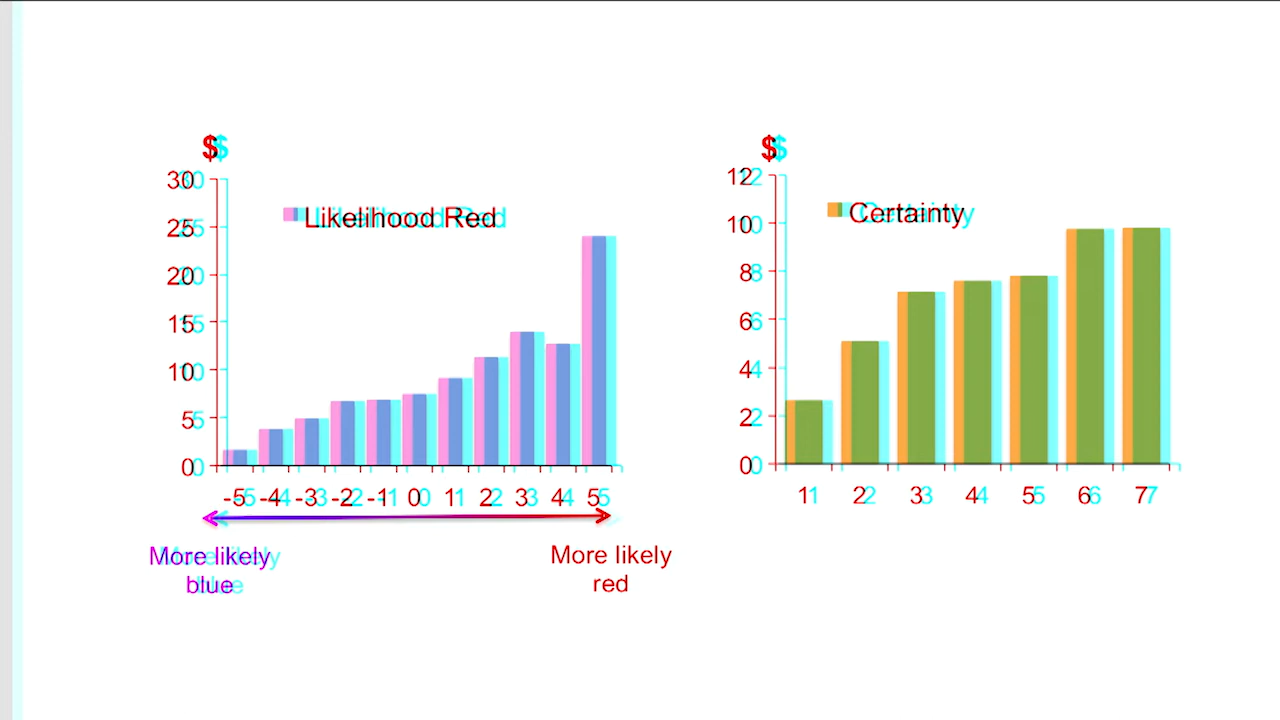 $
30
25
20
15
10
5
0
Likelihood Red
-5 -4 -3 -2 -1 0 1 2 3 4 5
More likely
blue
More likely
red
$
12
10
8
6
4
2
0
Certainty
1 2 3 4 5 6 7